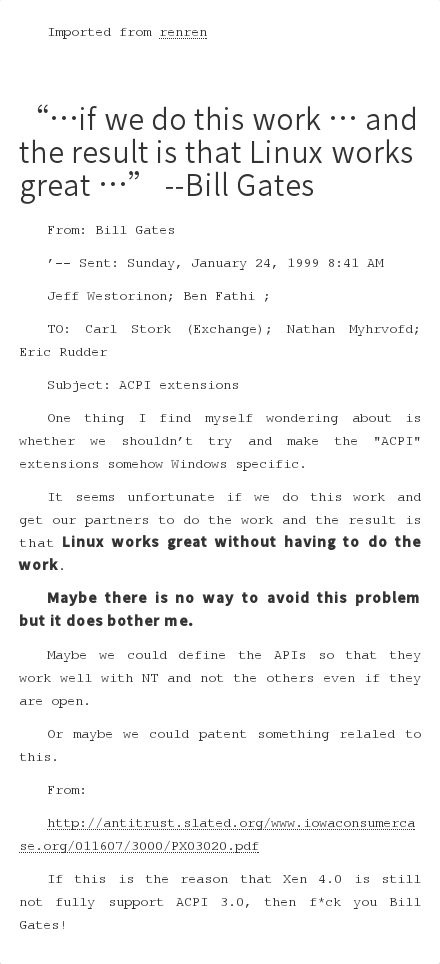 Imported from renren
“…if we do this work … and
the result is that Linux works
great …” --Bill Gates
From: Bill Gates
’-- Sent: Sunday, January 24, 1999 8:41 AM
Jeff Westorinon; Ben Fathi ;
TO: Carl Stork (Exchange); Nathan Myhrvofd;
Eric Rudder
Subject: ACPI extensions
One thing I find myself wondering about is
whether we shouldn’t try and make the "ACPI"
extensions somehow Windows specific.
It seems unfortunate if we do this work and
get our partners to do the work and the result is
that Linux works great without having to do the
work.
Maybe there is no way to avoid this problem
but it does bother me.
Maybe we could define the APIs so that they
work well with NT and not the others even if they
are open.
Or maybe we could patent something relaled to
this.
From:
http://antitrust.slated.org/www.iowaconsumerca
se.org/011607/3000/PX03020.pdf
If this is the reason that Xen 4.0 is still
not fully support ACPI 3.0, then f*ck you Bill
Gates!